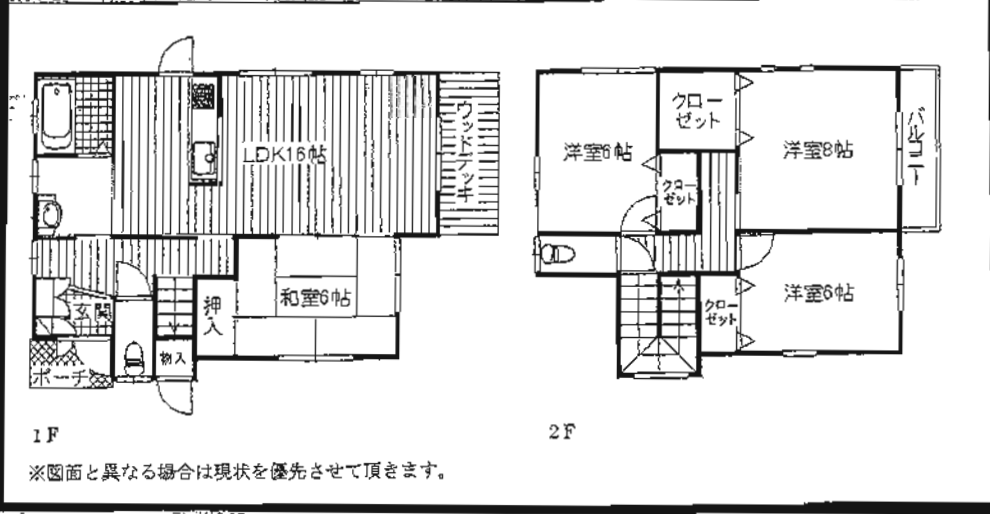 LDK16帖
ウッドデッキ
和室6帖
押入
玄関
物入
ポーチ
1F
洋室6帖
クローゼット
洋室8帖
バルコニー
クローゼット
洋室6帖
クローゼット
2F
※図面と異なる場合は現状を優先させて頂きます。